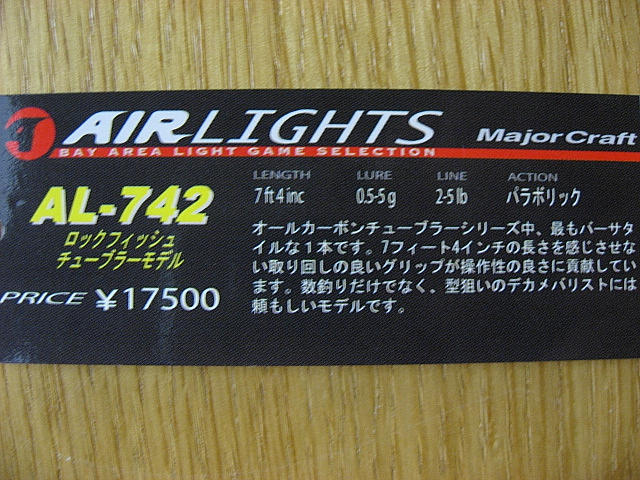 AIRLIGHTS
Major Craft
BAY AREA LIGHT GAME SELECTION
AL-742
ロックフィッシュ
チューブラーモデル
PRICE ¥17500
LENGTH LURE LINE ACTION
7 ft 4 inc 0.5-5 g 2-5 lb パラボリック
オールカーボンチューブラーシリーズ中、最もバーサタ
イルな１本です。7フィート4インチの長さを感じさせな
い取り回しの良いグリップが操作性の良さに貢献してい
ます。数釣りだけでなく、型狙いのデカメバリストには
頼もしいモデルです。